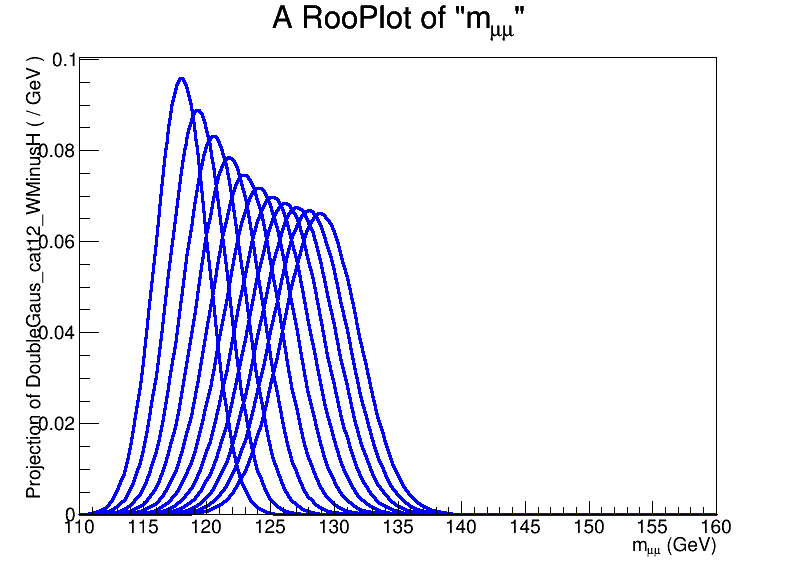 A RooPlot of "mμμ"
Projection of DoubleGaus_cat12_WMinusH ( / GeV )
0.1
0.08
0.06
0.04
0.02
0
110 115 120 125 130 135 140 145 150 155 160
mμμ (GeV)